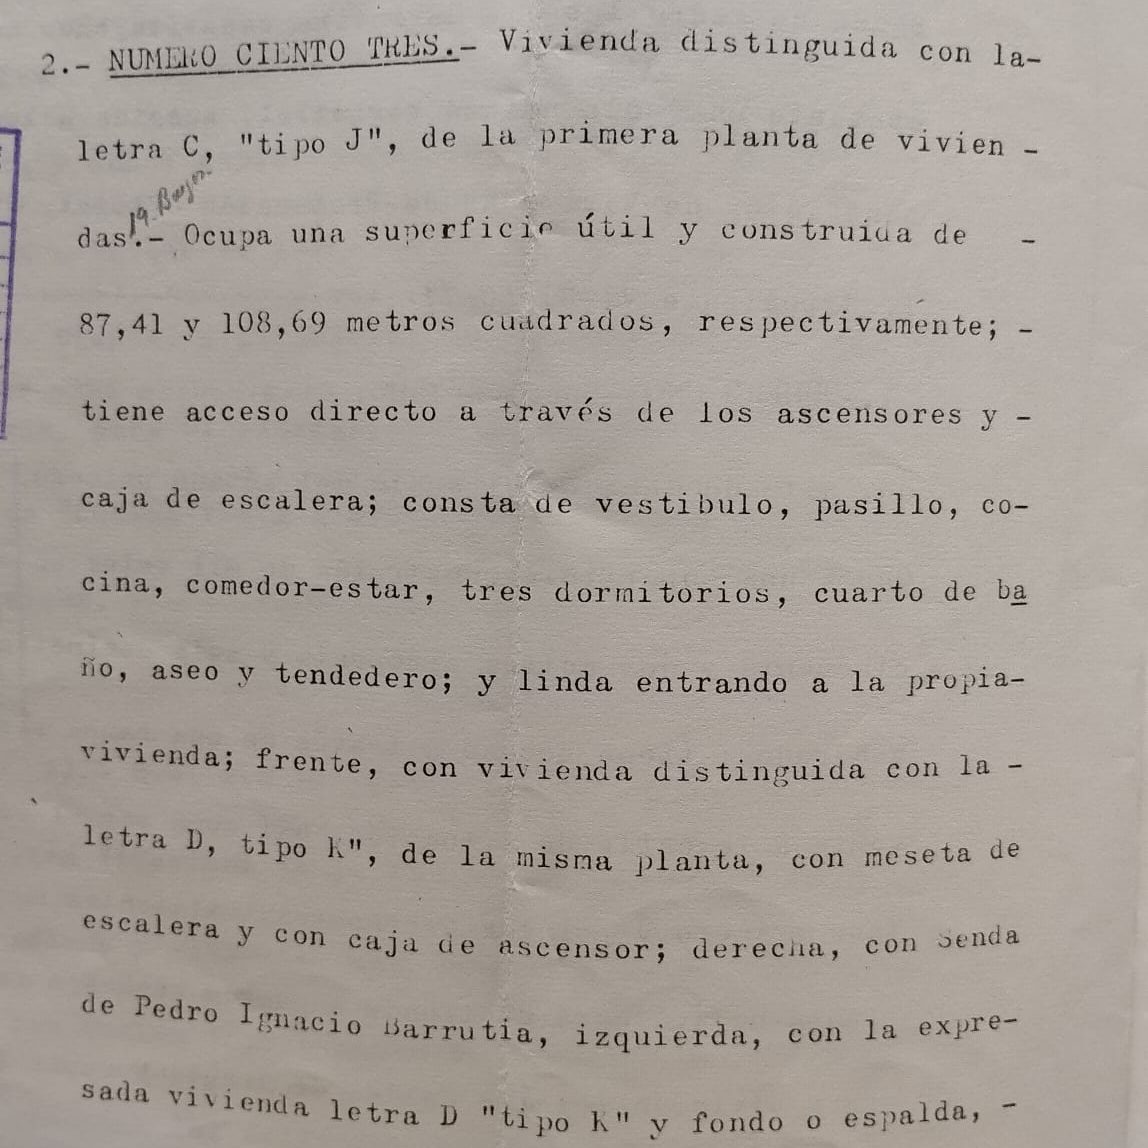 2.- NUMERO CIENTO TRES.- Vivienda distinguida con la-
letra C, "tipo J", de la primera planta de vivien -
das.- Ocupa una superficie útil y construida de -
87,41 y 108,69 metros cuadrados, respectivamente; -
tiene acceso directo a través de los ascensores y -
caja de escalera; consta de vestibulo, pasillo, co-
cina, comedor-estar, tres dormitorios, cuarto de ba
ño, aseo y tendedero; y linda entrando a la propia-
vivienda; frente, con vivienda distinguida con la -
letra D, tipo K", de la misma planta, con meseta de
escalera y con caja de ascensor; derecha, con Senda
de Pedro Ignacio Barrutia, izquierda, con la expre-
sada vivienda letra D "tipo K" y fondo o espalda, -